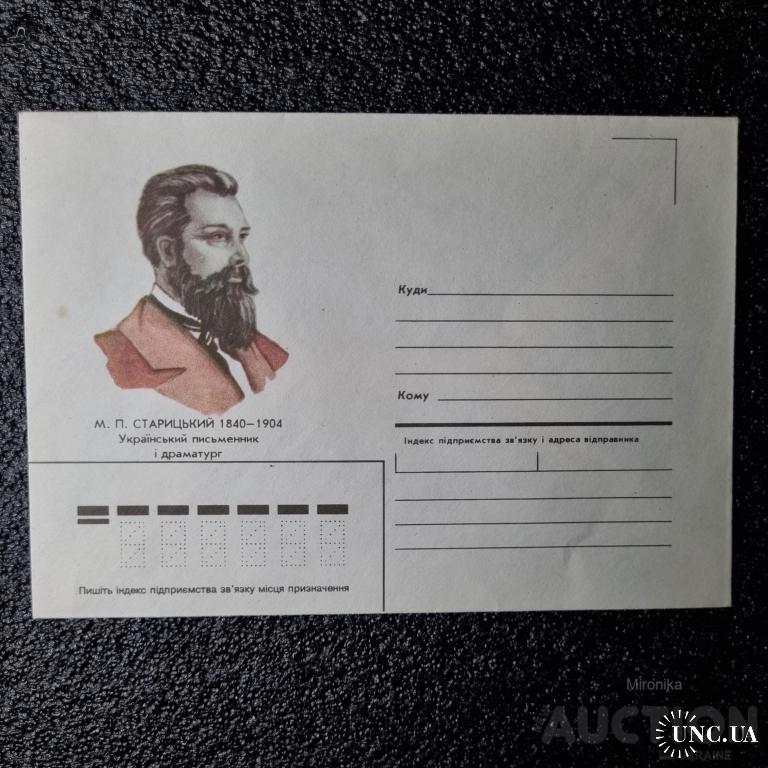 М. П. СТАРИЦЬКИЙ 1840—1904
Український письменник
і драматург
Куди
Кому
Індекс підприємства зв'язку і адреса відправника
Пишіть індекс підприємства зв'язку місця призначення
Mironika
AUCTION
UNC.UA
UKRAINE